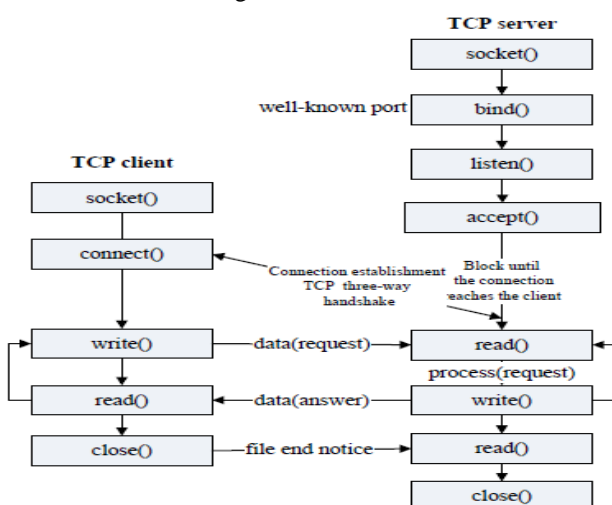 TCP server
socket()
well-known port
bind()
listen()
accept()
TCP client
socket()
connect()
Connection establishment
TCP three-way
handshake
Block until
the connection
reaches the client
write()
data(request)
read()
process(request)
read()
data(answer)
write()
close()
file end notice
read()
close()